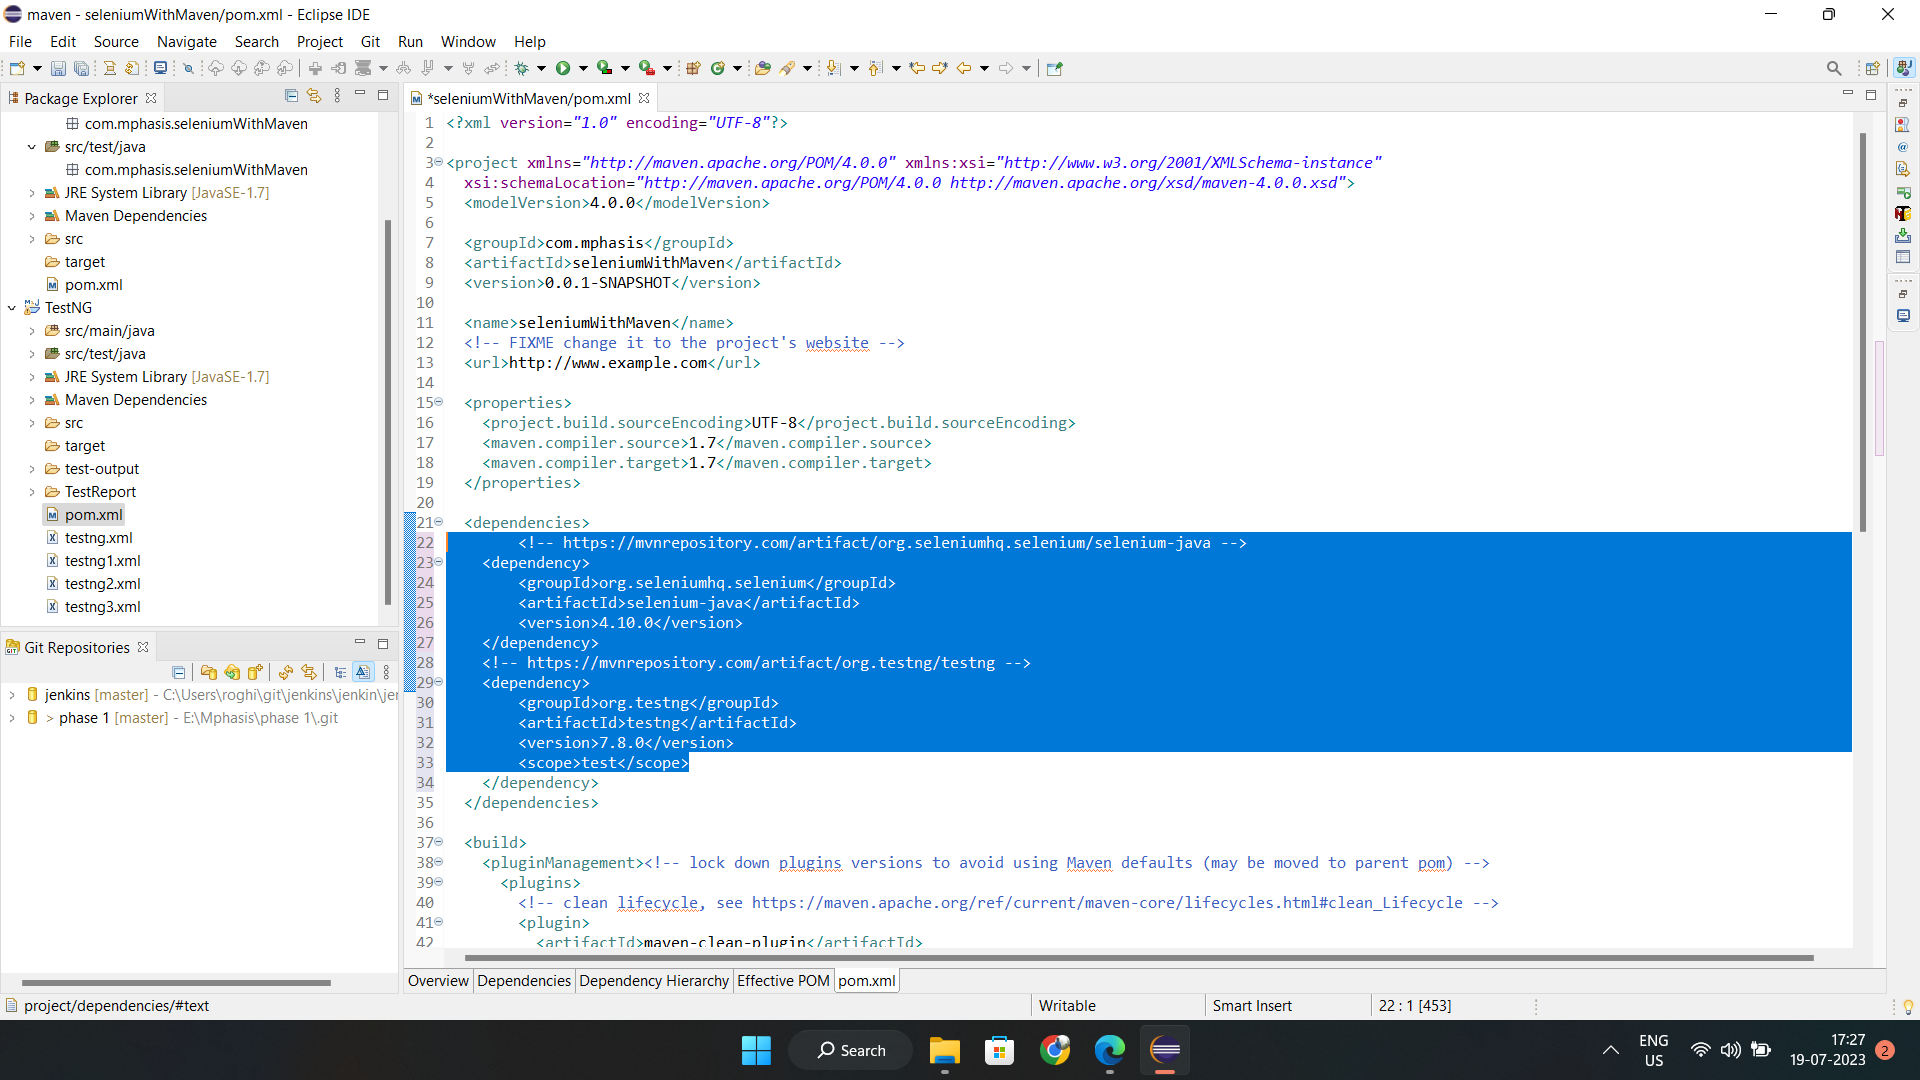 maven - seleniumWithMaven/pom.xml - Eclipse IDE
File Edit Source Navigate Search Project Git Run Window Help
Package Explorer
com.mphasis.seleniumWithMaven
src/test/java
com.mphasis.seleniumWithMaven
JRE System Library [JavaSE-1.7]
Maven Dependencies
src
target
pom.xml
TestNG
src/main/java
src/test/java
JRE System Library [JavaSE-1.7]
Maven Dependencies
src
target
test-output
TestReport
pom.xml
testng.xml
testng1.xml
testng2.xml
testng3.xml
Git Repositories
jenkins [master] - C:\Users\roghi\git\jenkins\jenkin\jer
> phase 1 [master] - E:\Mphasis\phase 1\.git
*seleniumWithMaven/pom.xml
1 <?xml version="1.0" encoding="UTF-8"?>
2
3 <project xmlns="http://maven.apache.org/POM/4.0.0" xmlns:xsi="http://www.w3.org/2001/XMLSchema-instance"
4 xsi:schemaLocation="http://maven.apache.org/POM/4.0.0 http://maven.apache.org/xsd/maven-4.0.0.xsd">
5 <modelVersion>4.0.0</modelVersion>
6
7 <groupId>com.mphasis</groupId>
8 <artifactId>seleniumWithMaven</artifactId>
9 <version>0.0.1-SNAPSHOT</version>
10
11 <name>seleniumWithMaven</name>
12 <!-- FIXME change it to the project's website -->
13 <url>http://www.example.com</url>
14
15 <properties>
16 <project.build.sourceEncoding>UTF-8</project.build.sourceEncoding>
17 <maven.compiler.source>1.7</maven.compiler.source>
18 <maven.compiler.target>1.7</maven.compiler.target>
19 </properties>
20
21 <dependencies>
22 <!-- https://mvnrepository.com/artifact/org.seleniumhq.selenium/selenium-java -->
23 <dependency>
24 <groupId>org.seleniumhq.selenium</groupId>
25 <artifactId>selenium-java</artifactId>
26 <version>4.10.0</version>
27 </dependency>
28 <!-- https://mvnrepository.com/artifact/org.testng/testng -->
29 <dependency>
30 <groupId>org.testng</groupId>
31 <artifactId>testng</artifactId>
32 <version>7.8.0</version>
33 <scope>test</scope>
34 </dependency>
35 </dependencies>
36
37 <build>
38 <pluginManagement><!-- lock down plugins versions to avoid using Maven defaults (may be moved to parent pom) -->
39 <plugins>
40 <!-- clean lifecycle, see https://maven.apache.org/ref/current/maven-core/lifecycles.html#clean_Lifecycle -->
41 <plugin>
42 <artifactId>maven-clean-plugin</artifactId>
Overview Dependencies Dependency Hierarchy Effective POM pom.xml
project/dependencies/#text Writable Smart Insert 22 : 1 [453]
Search
ENG
US
17:27
19-07-2023
2